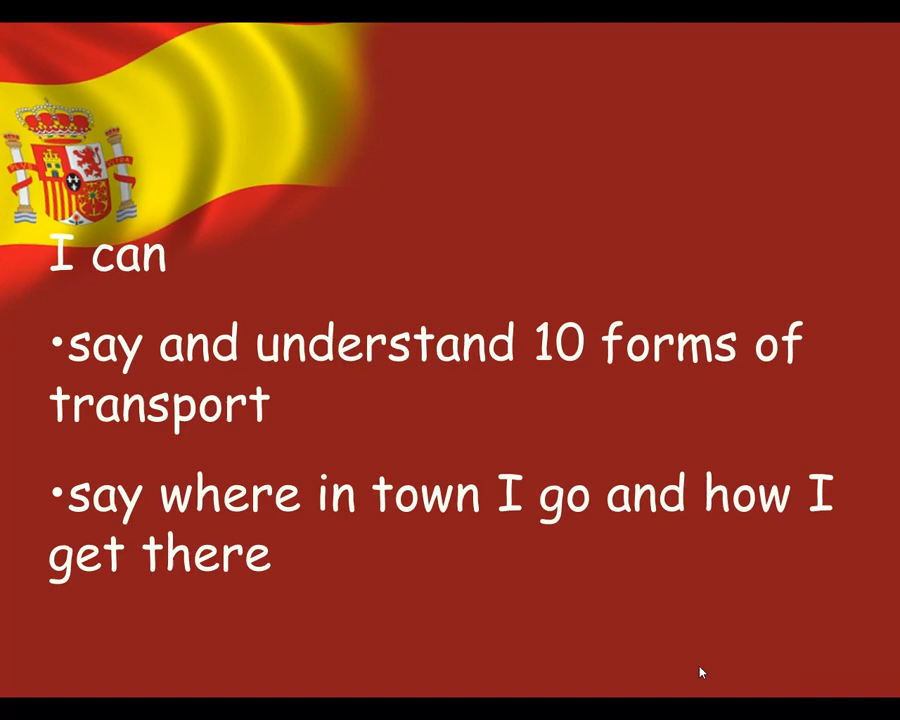 I can
•say and understand 10 forms of
transport
•say where in town I go and how I
get there